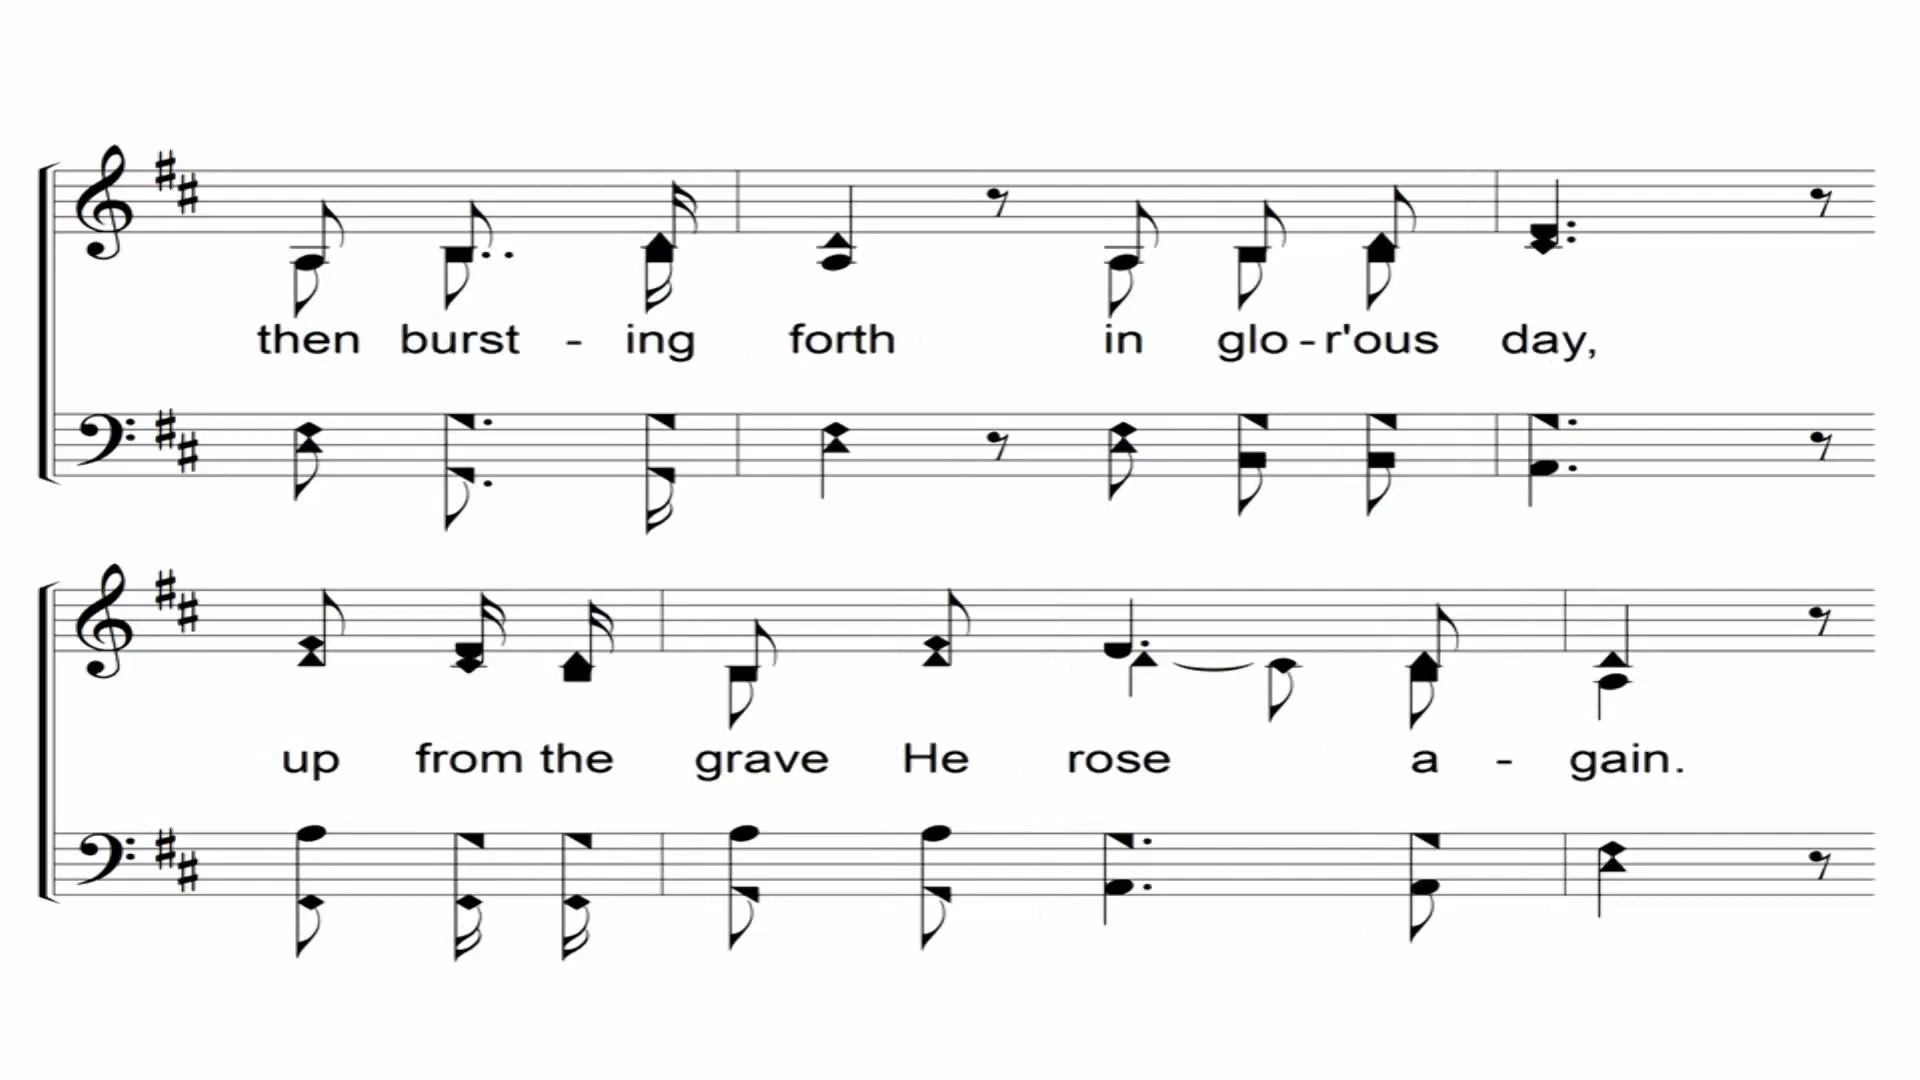 then burst - ing forth in glo - r'ous day,
up from the grave He rose a - gain.